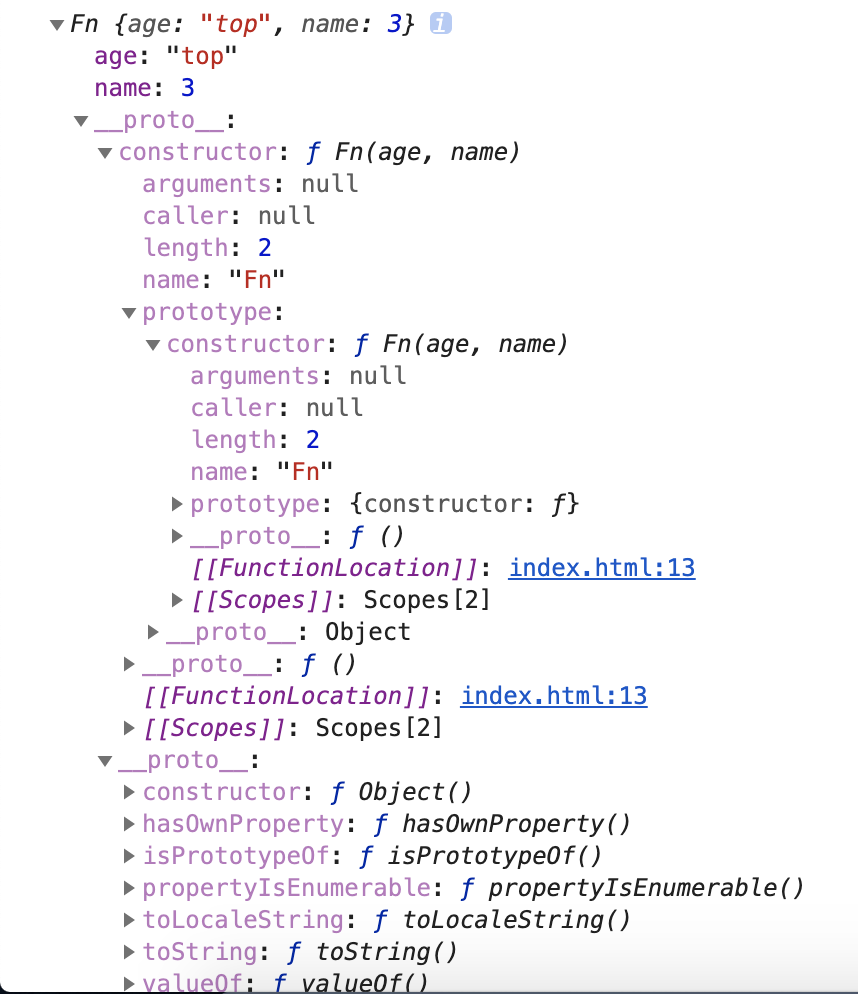 ▼Fn {age: "top", name: 3} i
age: "top"
name: 3
▼__proto__:
▼constructor: ƒ Fn(age, name)
arguments: null
caller: null
length: 2
name: "Fn"
▼prototype:
▼constructor: ƒ Fn(age, name)
arguments: null
caller: null
length: 2
name: "Fn"
▶prototype: {constructor: ƒ}
▶__proto__: ƒ ()
[[FunctionLocation]]: index.html:13
▶[[Scopes]]: Scopes[2]
▶__proto__: Object
▶__proto__: ƒ ()
[[FunctionLocation]]: index.html:13
▶[[Scopes]]: Scopes[2]
▼__proto__:
▶constructor: ƒ Object()
▶hasOwnProperty: ƒ hasOwnProperty()
▶isPrototypeOf: ƒ isPrototypeOf()
▶propertyIsEnumerable: ƒ propertyIsEnumerable()
▶toLocaleString: ƒ toLocaleString()
▶toString: ƒ toString()
▶valueOf: ƒ valueOf()